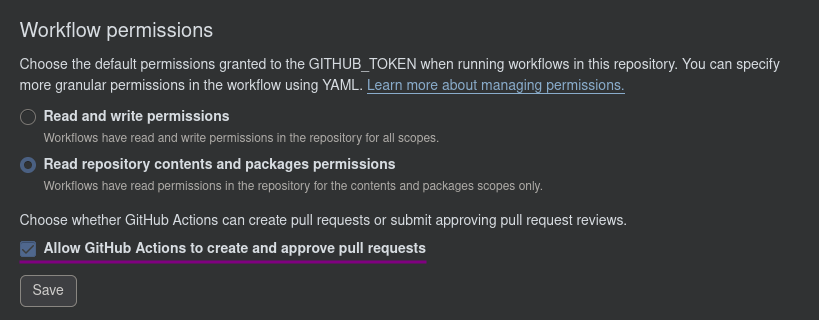 Workflow permissions
Choose the default permissions granted to the GITHUB_TOKEN when running workflows in this repository. You can specify
more granular permissions in the workflow using YAML. Learn more about managing permissions.
Read and write permissions
Workflows have read and write permissions in the repository for all scopes.
Read repository contents and packages permissions
Workflows have read permissions in the repository for the contents and packages scopes only.
Choose whether GitHub Actions can create pull requests or submit approving pull request reviews.
Allow GitHub Actions to create and approve pull requests
Save